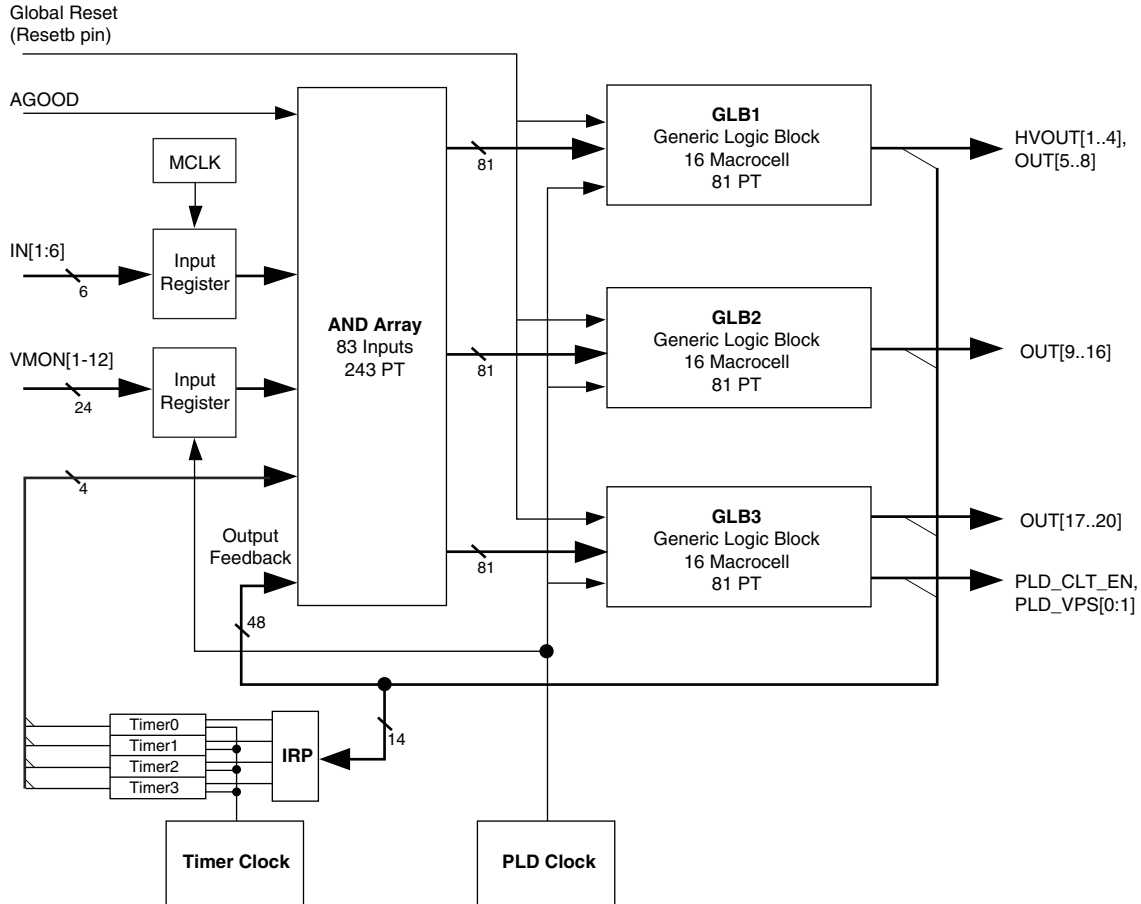 Global Reset
(Resetb pin)
AGOOD
MCLK
IN[1:6]
6
Input
Register
VMON[1-12]
24
Input
Register
4
Output
Feedback
48
AND Array
83 Inputs
243 PT
81
81
81
GLB1
Generic Logic Block
16 Macrocell
81 PT
HVOUT[1..4],
OUT[5..8]
GLB2
Generic Logic Block
16 Macrocell
81 PT
OUT[9..16]
GLB3
Generic Logic Block
16 Macrocell
81 PT
OUT[17..20]
PLD_CLT_EN,
PLD_VPS[0:1]
14
Timer0
Timer1
Timer2
Timer3
IRP
Timer Clock
PLD Clock